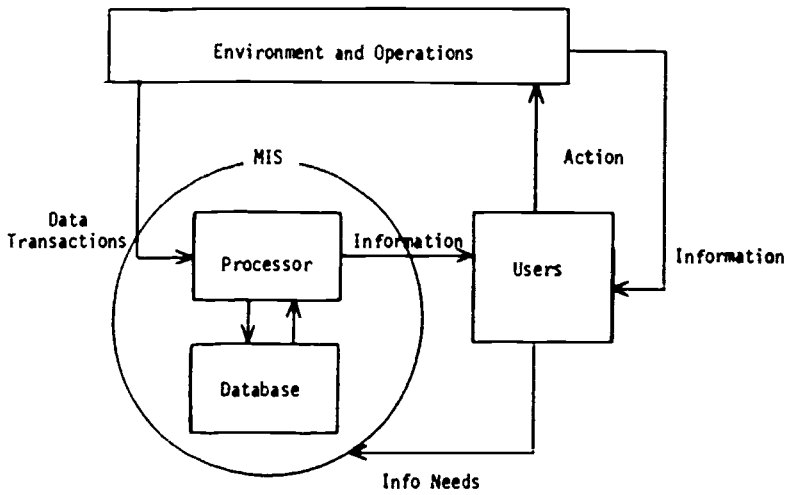 Environment and Operations
MIS
Action
Data
Transactions
Processor
Information
Users
Information
Database
Info Needs